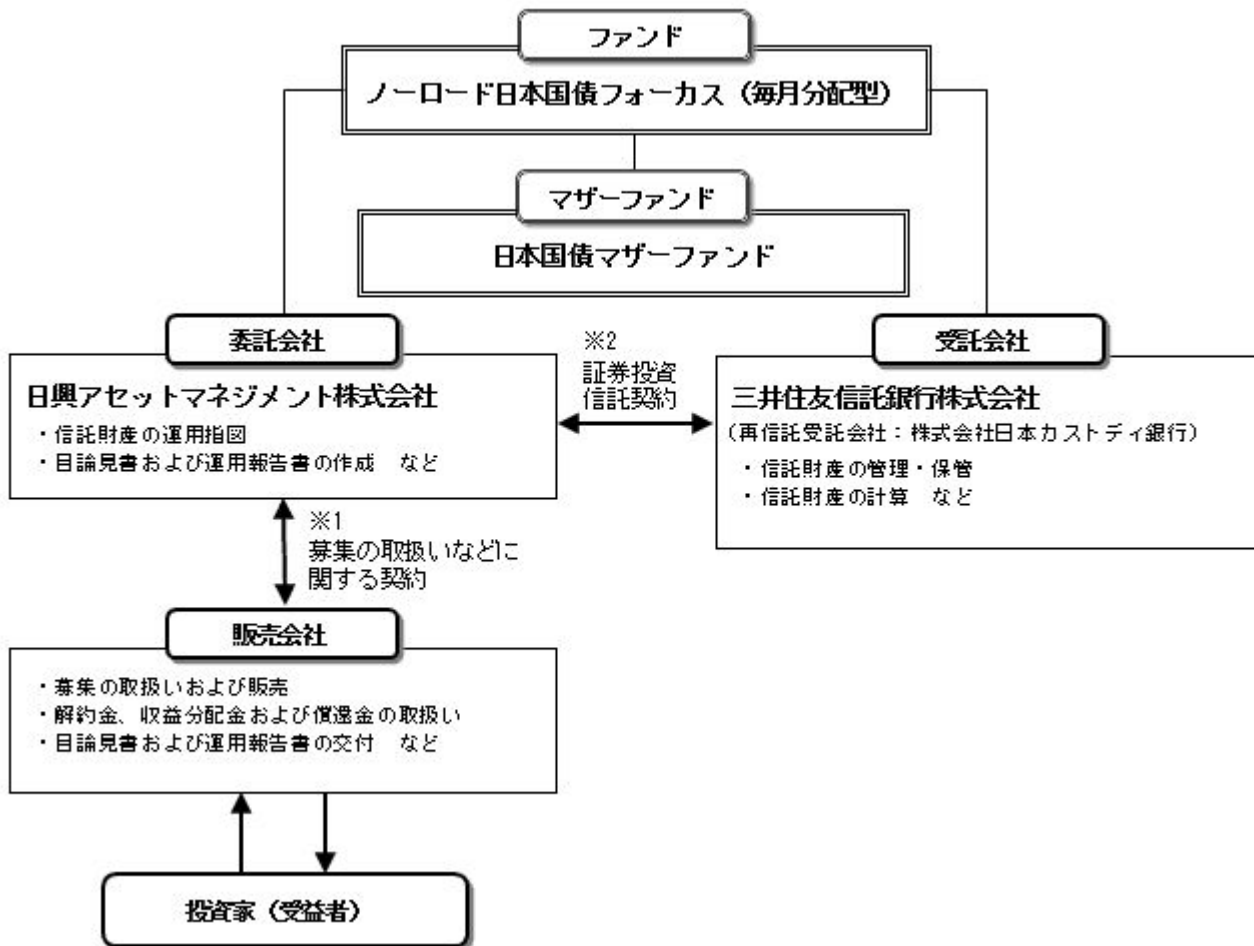 ファンド
ノーロード日本国債フォーカス（毎月分配型）
マザーファンド
日本国債マザーファンド
委託会社
日興アセットマネジメント株式会社
・信託財産の運用指図
・目論見書および運用報告書の作成　など
※2
証券投資
信託契約
受託会社
三井住友信託銀行株式会社
（再信託受託会社：株式会社日本カストディ銀行）
・信託財産の管理・保管
・信託財産の計算　など
※1
募集の取扱いなどに
関する契約
販売会社
・募集の取扱いおよび販売
・解約金、収益分配金および償還金の取扱い
・目論見書および運用報告書の交付　など
投資家（受益者）